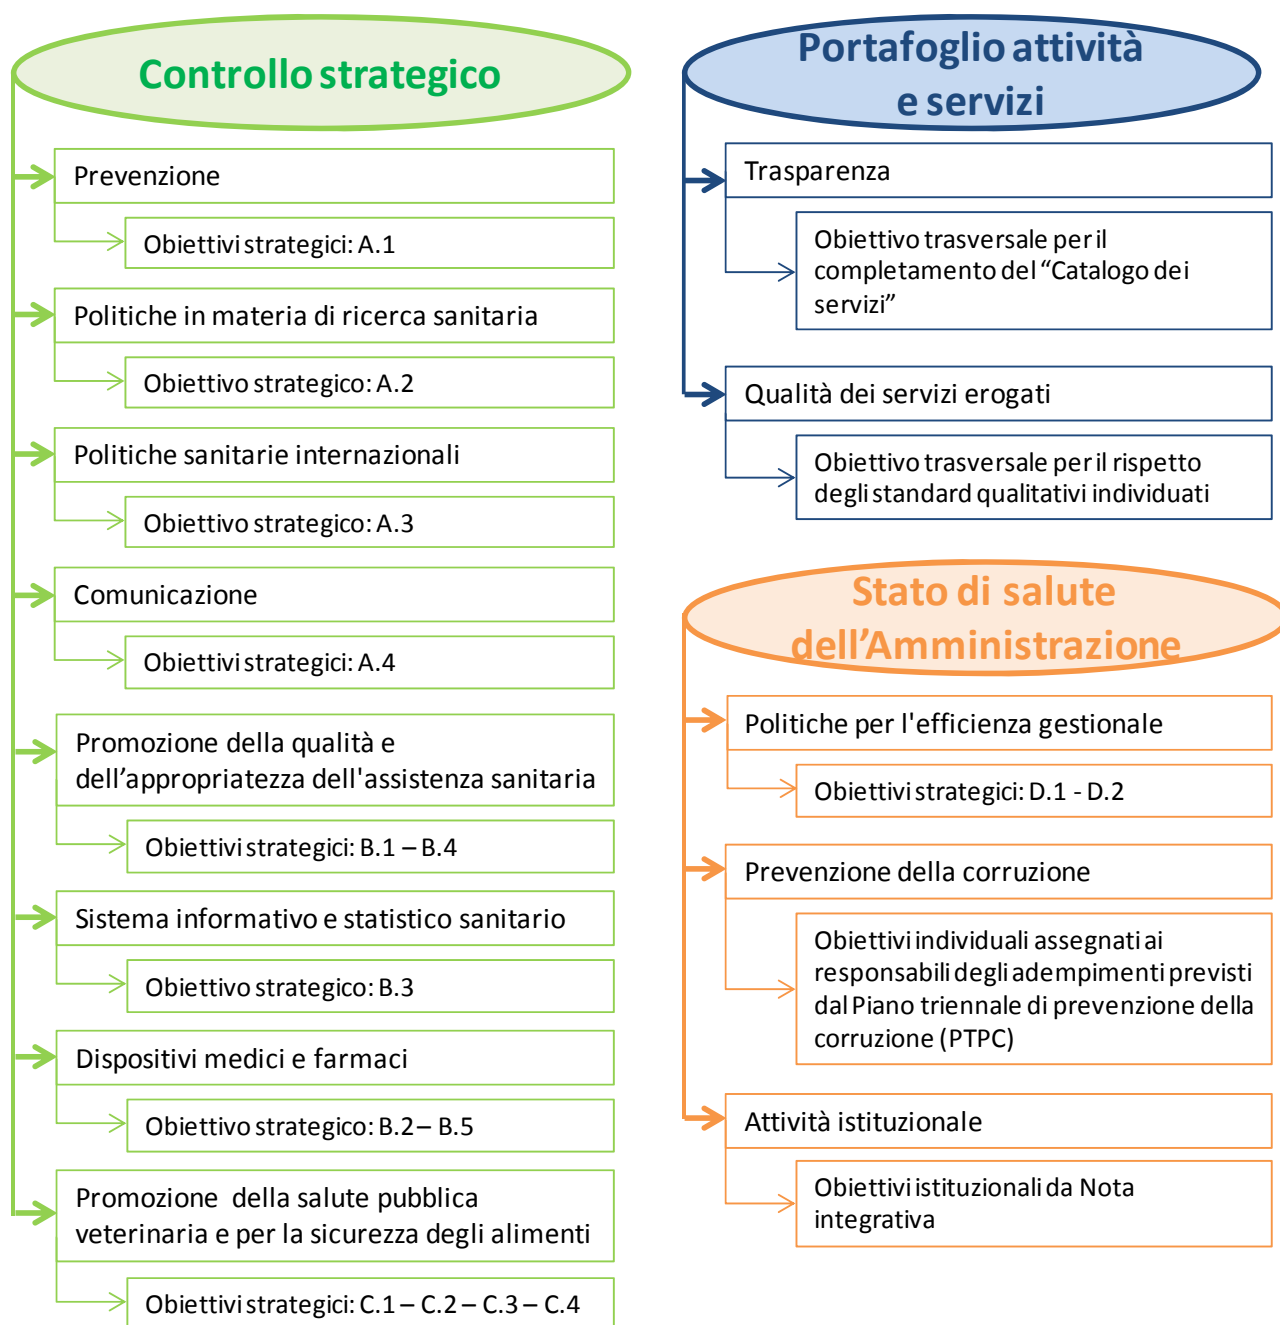 Controllo strategico
Prevenzione
Obiettivi strategici: A.1
Politiche in materia di ricerca sanitaria
Obiettivo strategico: A.2
Politiche sanitarie internazionali
Obiettivo strategico: A.3
Comunicazione
Obiettivi strategici: A.4
Promozione della qualità e
dell’appropriatezza dell'assistenza sanitaria
Obiettivi strategici: B.1 – B.4
Sistema informativo e statistico sanitario
Obiettivo strategico: B.3
Dispositivi medici e farmaci
Obiettivo strategico: B.2 – B.5
Promozione della salute pubblica
veterinaria e per la sicurezza degli alimenti
Obiettivi strategici: C.1 – C.2 – C.3 – C.4
Portafoglio attività
e servizi
Trasparenza
Obiettivo trasversale per il
completamento del “Catalogo dei
servizi”
Qualità dei servizi erogati
Obiettivo trasversale per il rispetto
degli standard qualitativi individuati
Stato di salute
dell’Amministrazione
Politiche per l'efficienza gestionale
Obiettivi strategici: D.1 - D.2
Prevenzione della corruzione
Obiettivi individuali assegnati ai
responsabili degli adempimenti previsti
dal Piano triennale di prevenzione della
corruzione (PTPC)
Attività istituzionale
Obiettivi istituzionali da Nota
integrativa